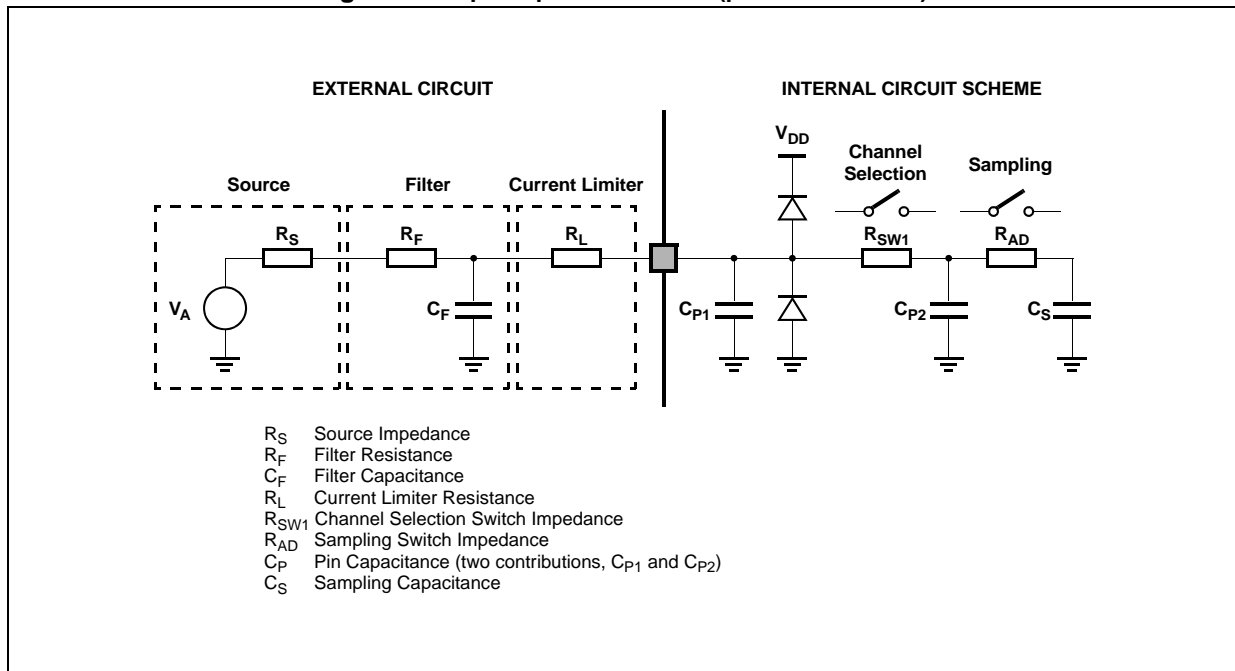 EXTERNAL CIRCUIT
INTERNAL CIRCUIT SCHEME
VDD
Channel
Selection
Sampling
Source
Filter
Current Limiter
RS
RF
RL
RSW1
RAD
VA
CF
CP1
CP2
CS
RS Source Impedance
RF Filter Resistance
CF Filter Capacitance
RL Current Limiter Resistance
RSW1 Channel Selection Switch Impedance
RAD Sampling Switch Impedance
CP Pin Capacitance (two contributions, CP1 and CP2)
CS Sampling Capacitance